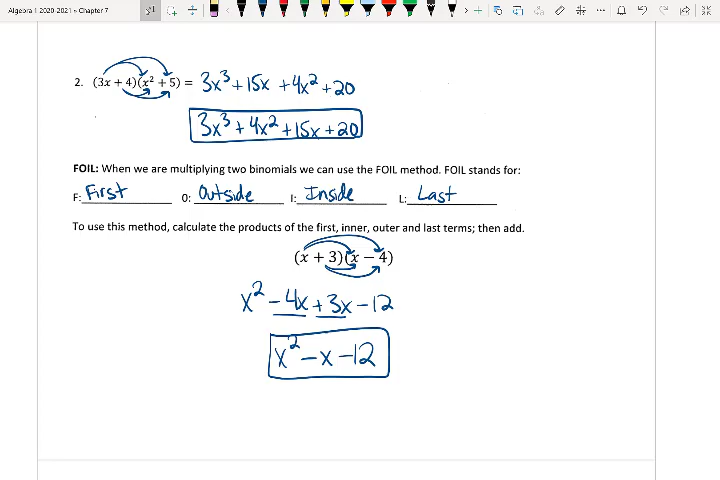 Algebra 1 2020-2021 » Chapter 7
2. (3x + 4)(x² + 5) = 3x³ + 15x + 4x² + 20
3x³ + 4x² + 15x + 20
FOIL: When we are multiplying two binomials we can use the FOIL method. FOIL stands for:
F: First O: Outside I: Inside L: Last
To use this method, calculate the products of the first, inner, outer and last terms; then add.
(x + 3)(x − 4)
x² − 4x + 3x − 12
x² − x − 12